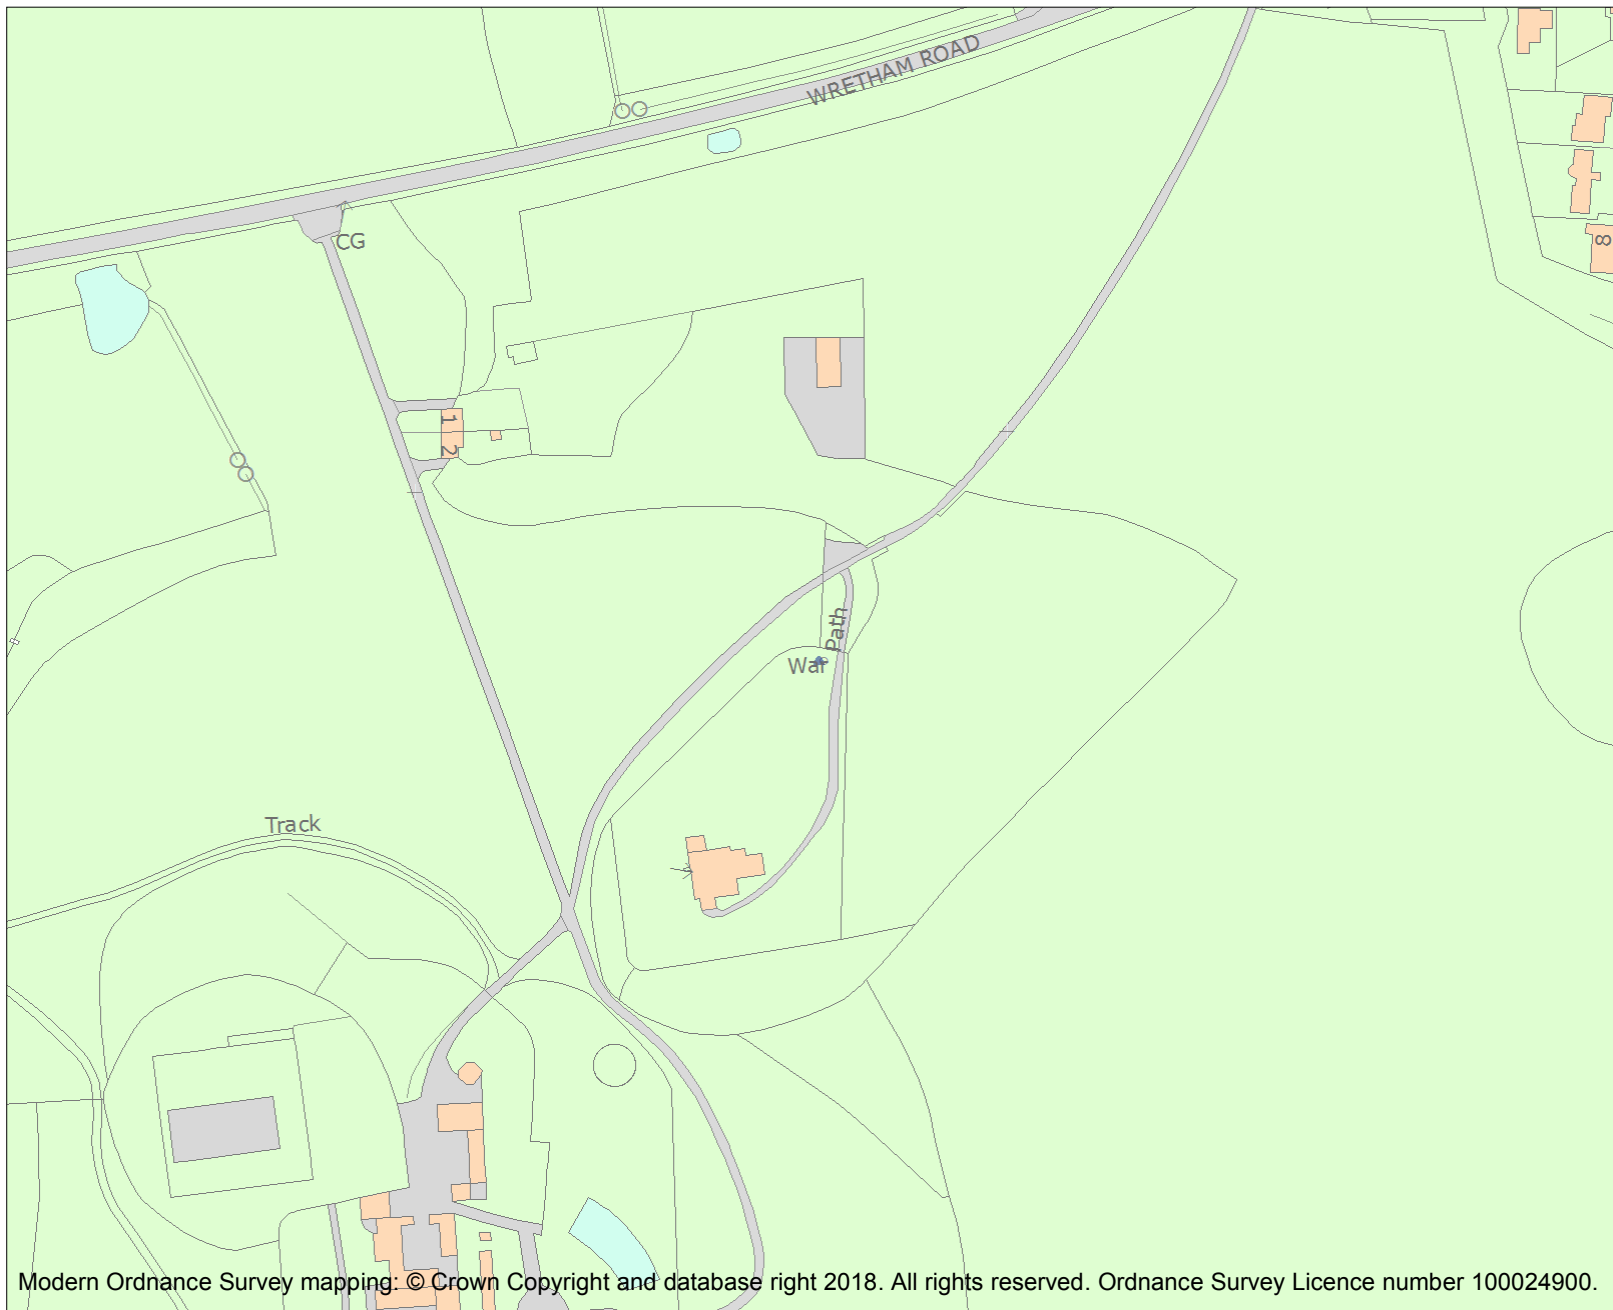 WRETHAM ROAD
CG
8
1
2
Path
War
Track
Modern Ordnance Survey mapping: © Crown Copyright and database right 2018. All rights reserved. Ordnance Survey Licence number 100024900.